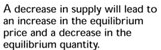 A decrease in supply will lead to
an increase in the equilibrium
price and a decrease in the
equilibrium quantity.